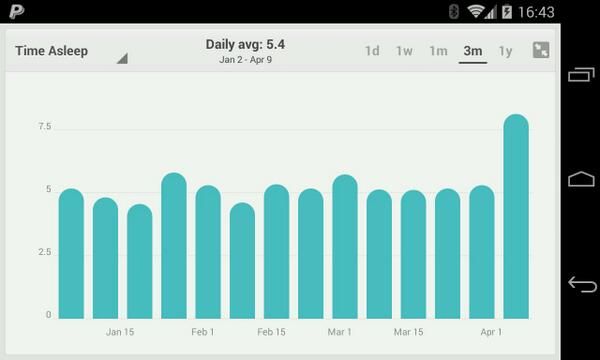 16:43
Time Asleep
Daily avg: 5.4
Jan 2 - Apr 9
1d 1w 1m 3m 1y
7.5
5
2.5
0
Jan 15 Feb 1 Feb 15 Mar 1 Mar 15 Apr 1